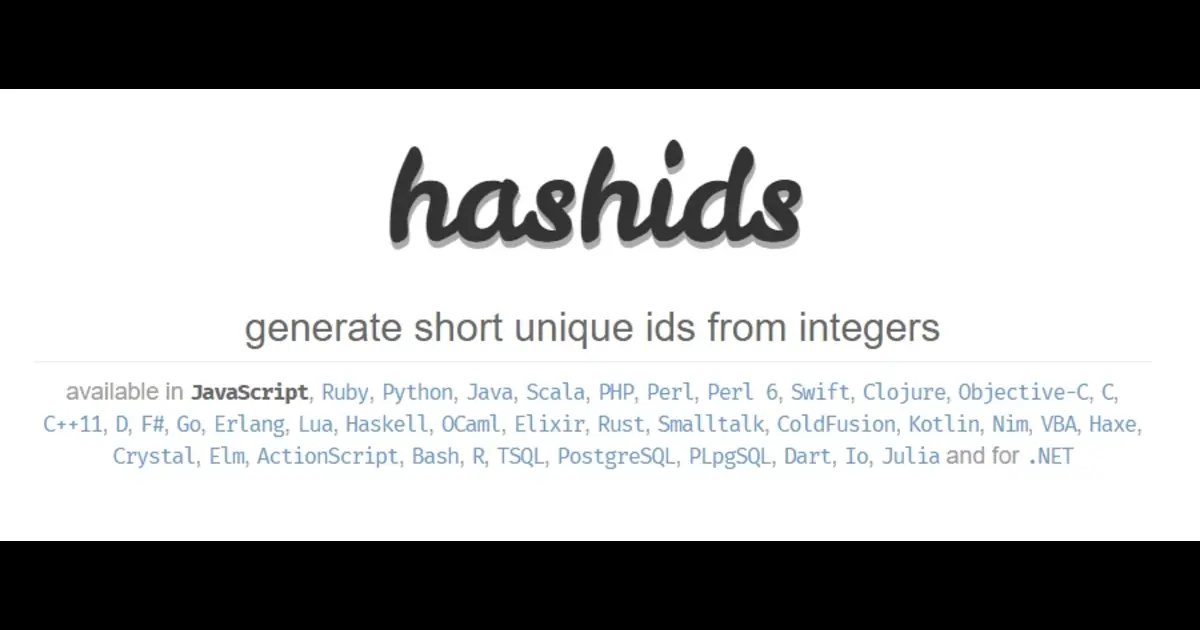 hashids
generate short unique ids from integers
available in JavaScript, Ruby, Python, Java, Scala, PHP, Perl, Perl 6, Swift, Clojure, Objective-C, C,
C++11, D, F#, Go, Erlang, Lua, Haskell, OCaml, Elixir, Rust, Smalltalk, ColdFusion, Kotlin, Nim, VBA, Haxe,
Crystal, Elm, ActionScript, Bash, R, TSQL, PostgreSQL, PLpgSQL, Dart, Io, Julia and for .NET